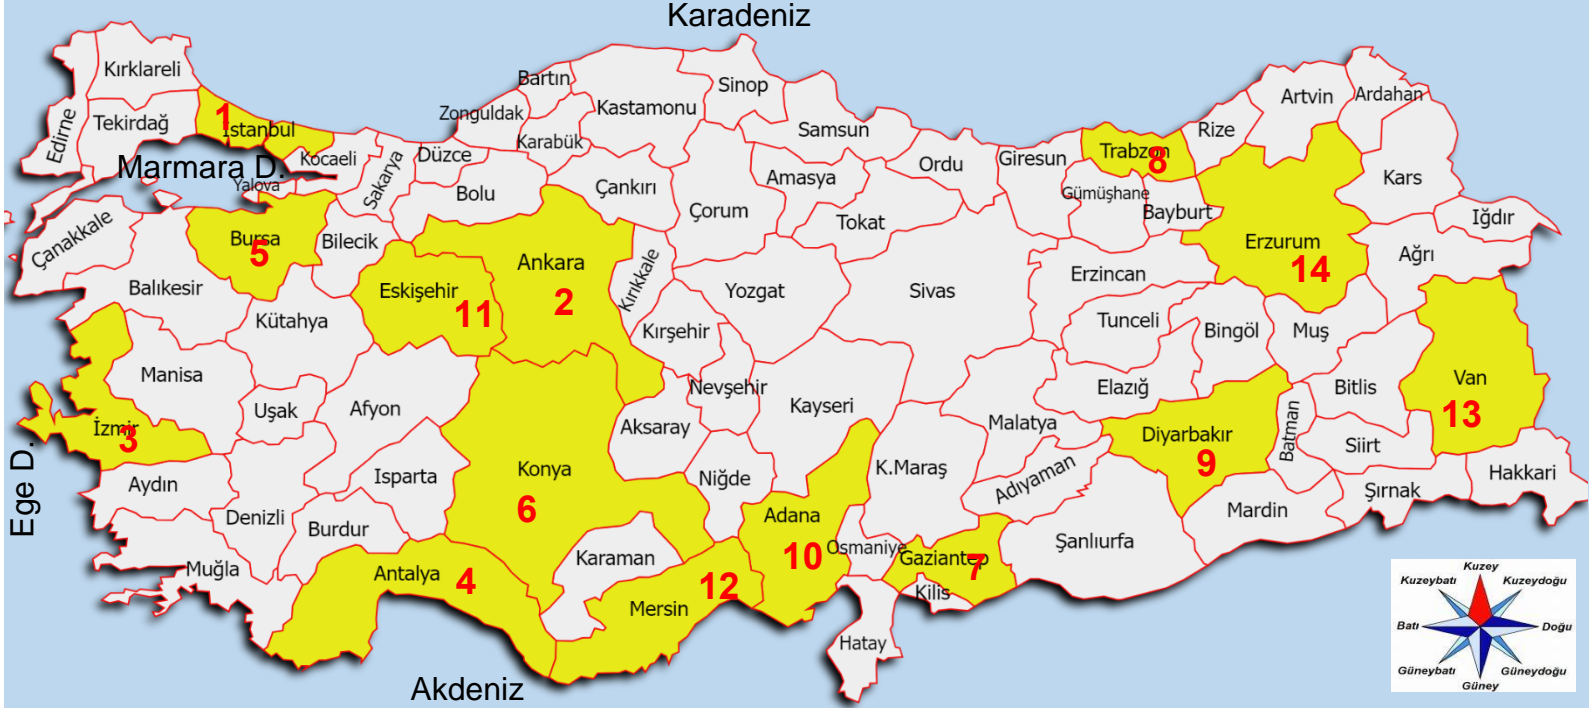 Karadeniz
Kırklareli
Edirne
Tekirdağ
1
İstanbul
Marmara D.
Kocaeli
Yalova
Sakarya
Düzce
Bolu
Zonguldak
Bartın
Karabük
Kastamonu
Sinop
Çankırı
Samsun
Amasya
Çorum
Tokat
Ordu
Giresun
Trabzon
8
Gümüşhane
Bayburt
Rize
Artvin
Ardahan
Kars
Iğdır
Ağrı
Erzurum
14
Erzincan
Çanakkale
Balıkesir
Bursa
5
Bilecik
Kütahya
Eskişehir
11
Ankara
2
Kırıkkale
Kırşehir
Yozgat
Sivas
Tunceli
Bingöl
Muş
Bitlis
Van
13
Manisa
Uşak
Afyon
İzmir
3
Ege D.
Aydın
Denizli
Isparta
Burdur
Muğla
Antalya
4
Konya
6
Aksaray
Nevşehir
Niğde
Kayseri
Karaman
Mersin
12
Adana
10
K.Maraş
Osmaniye
Gaziantep
7
Kilis
Hatay
Malatya
Elazığ
Adıyaman
Şanlıurfa
Diyarbakır
9
Batman
Mardin
Siirt
Şırnak
Hakkari
Akdeniz
Kuzey
Kuzeybatı
Kuzeydoğu
Batı
Doğu
Güneybatı
Güneydoğu
Güney